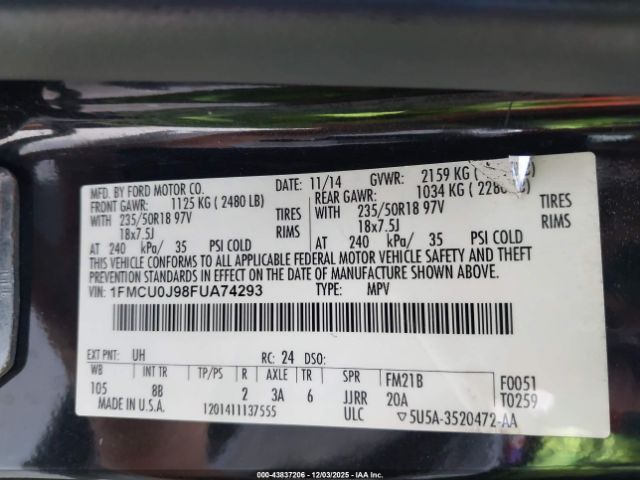 MFD. BY FORD MOTOR CO.
DATE: 11/14 GVWR: 2159 KG (
FRONT GAWR: 1125 KG (2480 LB)
REAR GAWR: 1034 KG (
WITH 235/50R18 97V TIRES
WITH 235/50R18 97V TIRES
18x7.5J RIMS
18x7.5J RIMS
AT 240 kPa/ 35 PSI COLD
AT 240 kPa/ 35 PSI COLD
THIS VEHICLE CONFORMS TO ALL APPLICABLE FEDERAL MOTOR VEHICLE SAFETY AND THEFT
PREVENTION STANDARDS IN EFFECT ON THE DATE OF MANUFACTURE SHOWN ABOVE.
VIN: 1FMCU0J98FUA74293 TYPE: MPV
EXT PNT: UH RC: 24 DSO:
WB INT TR TP/PS R AXLE TR SPR FM21B F0051
105 8B 2 3A 6 JJRR 20A T0259
MADE IN U.S.A. 1201411137555 ULC 5U5A-3520472-AA
000-43837206 - 12/03/2025 - IAA Inc.